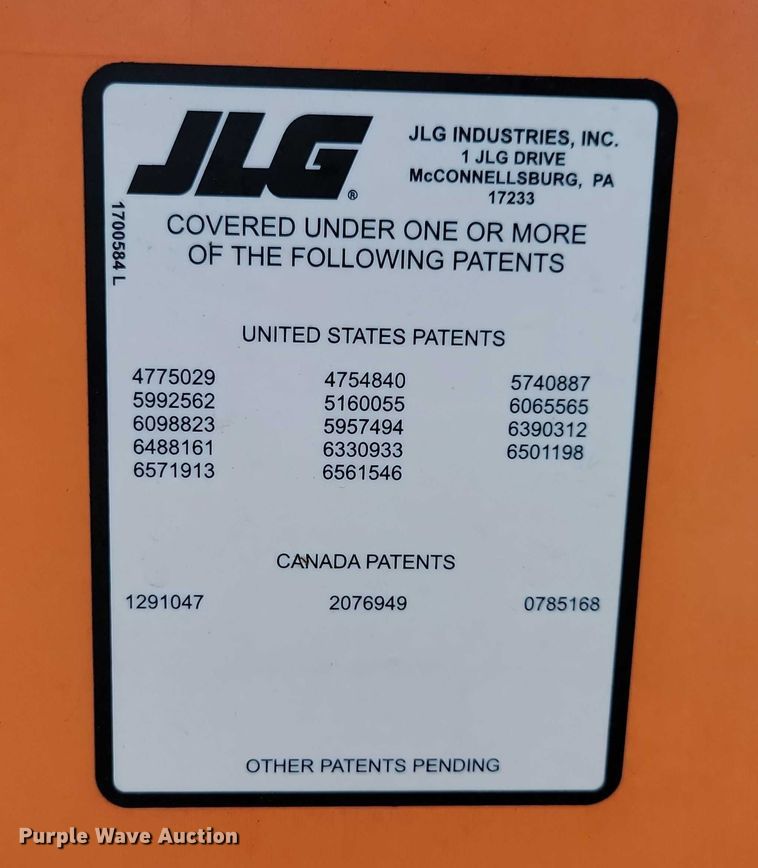 JLG®
JLG INDUSTRIES, INC.
1 JLG DRIVE
McCONNELLSBURG, PA
17233
1700584 L
COVERED UNDER ONE OR MORE
OF THE FOLLOWING PATENTS
UNITED STATES PATENTS
4775029 4754840 5740887
5992562 5160055 6065565
6098823 5957494 6390312
6488161 6330933 6501198
6571913 6561546
CANADA PATENTS
1291047 2076949 0785168
OTHER PATENTS PENDING
Purple Wave Auction